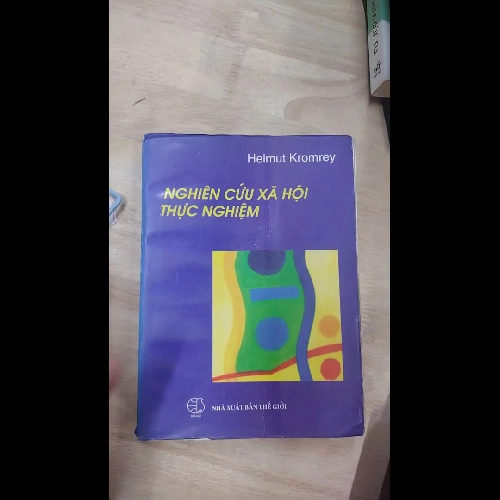 Helmut Kromrey
NGHIÊN CỨU XÃ HỘI
THỰC NGHIỆM
NHÀ XUẤT BẢN THẾ GIỚI